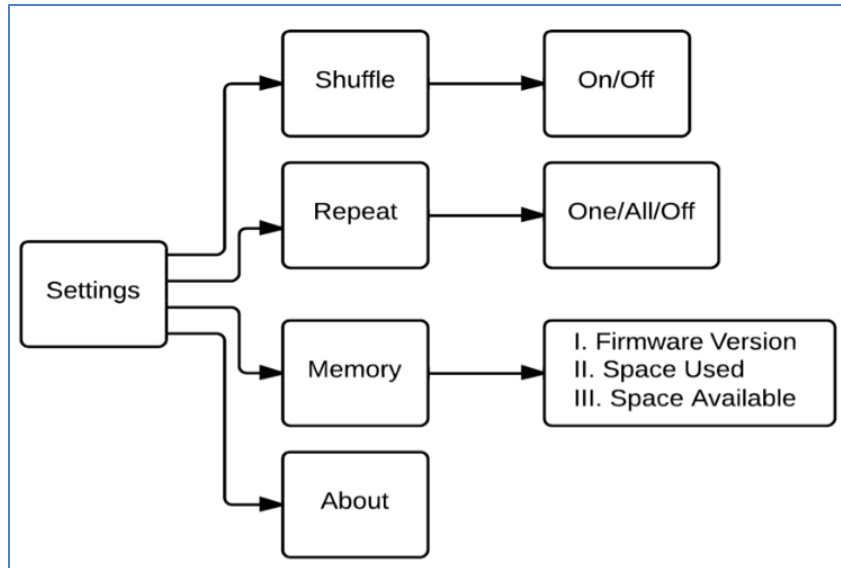 Shuffle
On/Off
Repeat
One/All/Off
Settings
Memory
I. Firmware Version
II. Space Used
III. Space Available
About